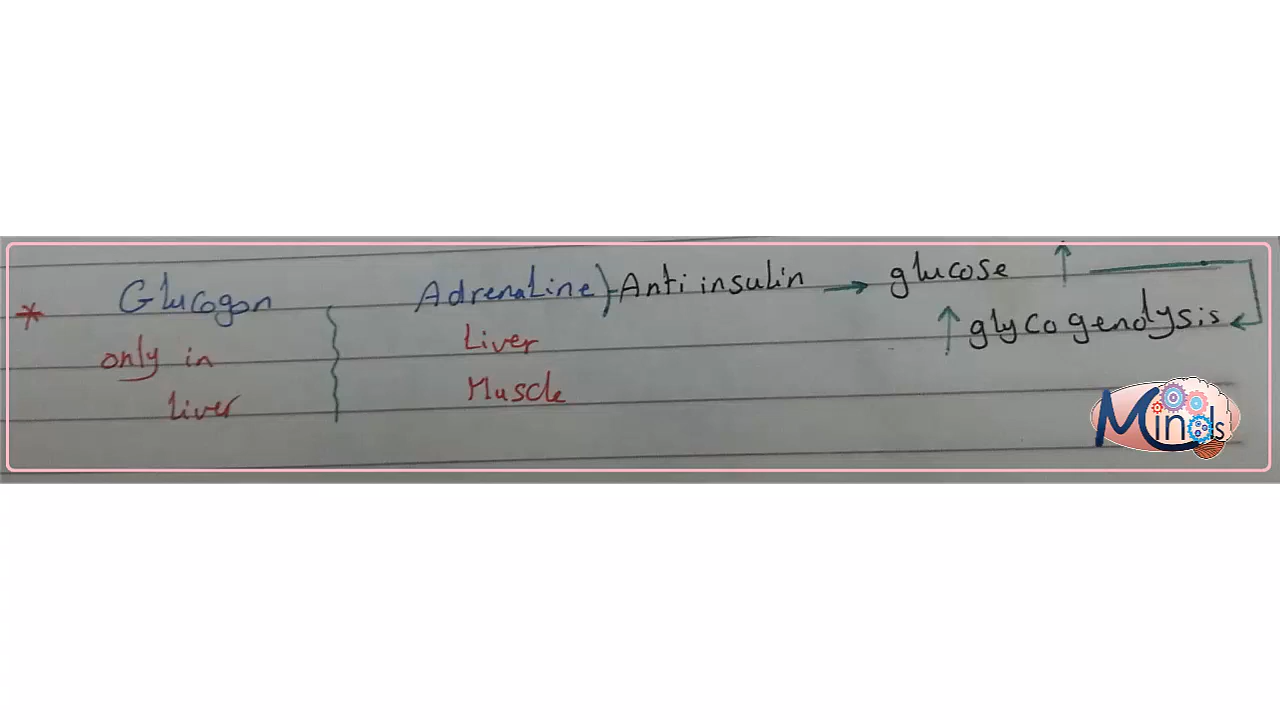 * Glucogon Adrenaline } Anti insulin → glucose ↑
only in liver Liver ↑ glycogenolysis
Muscle
Minds